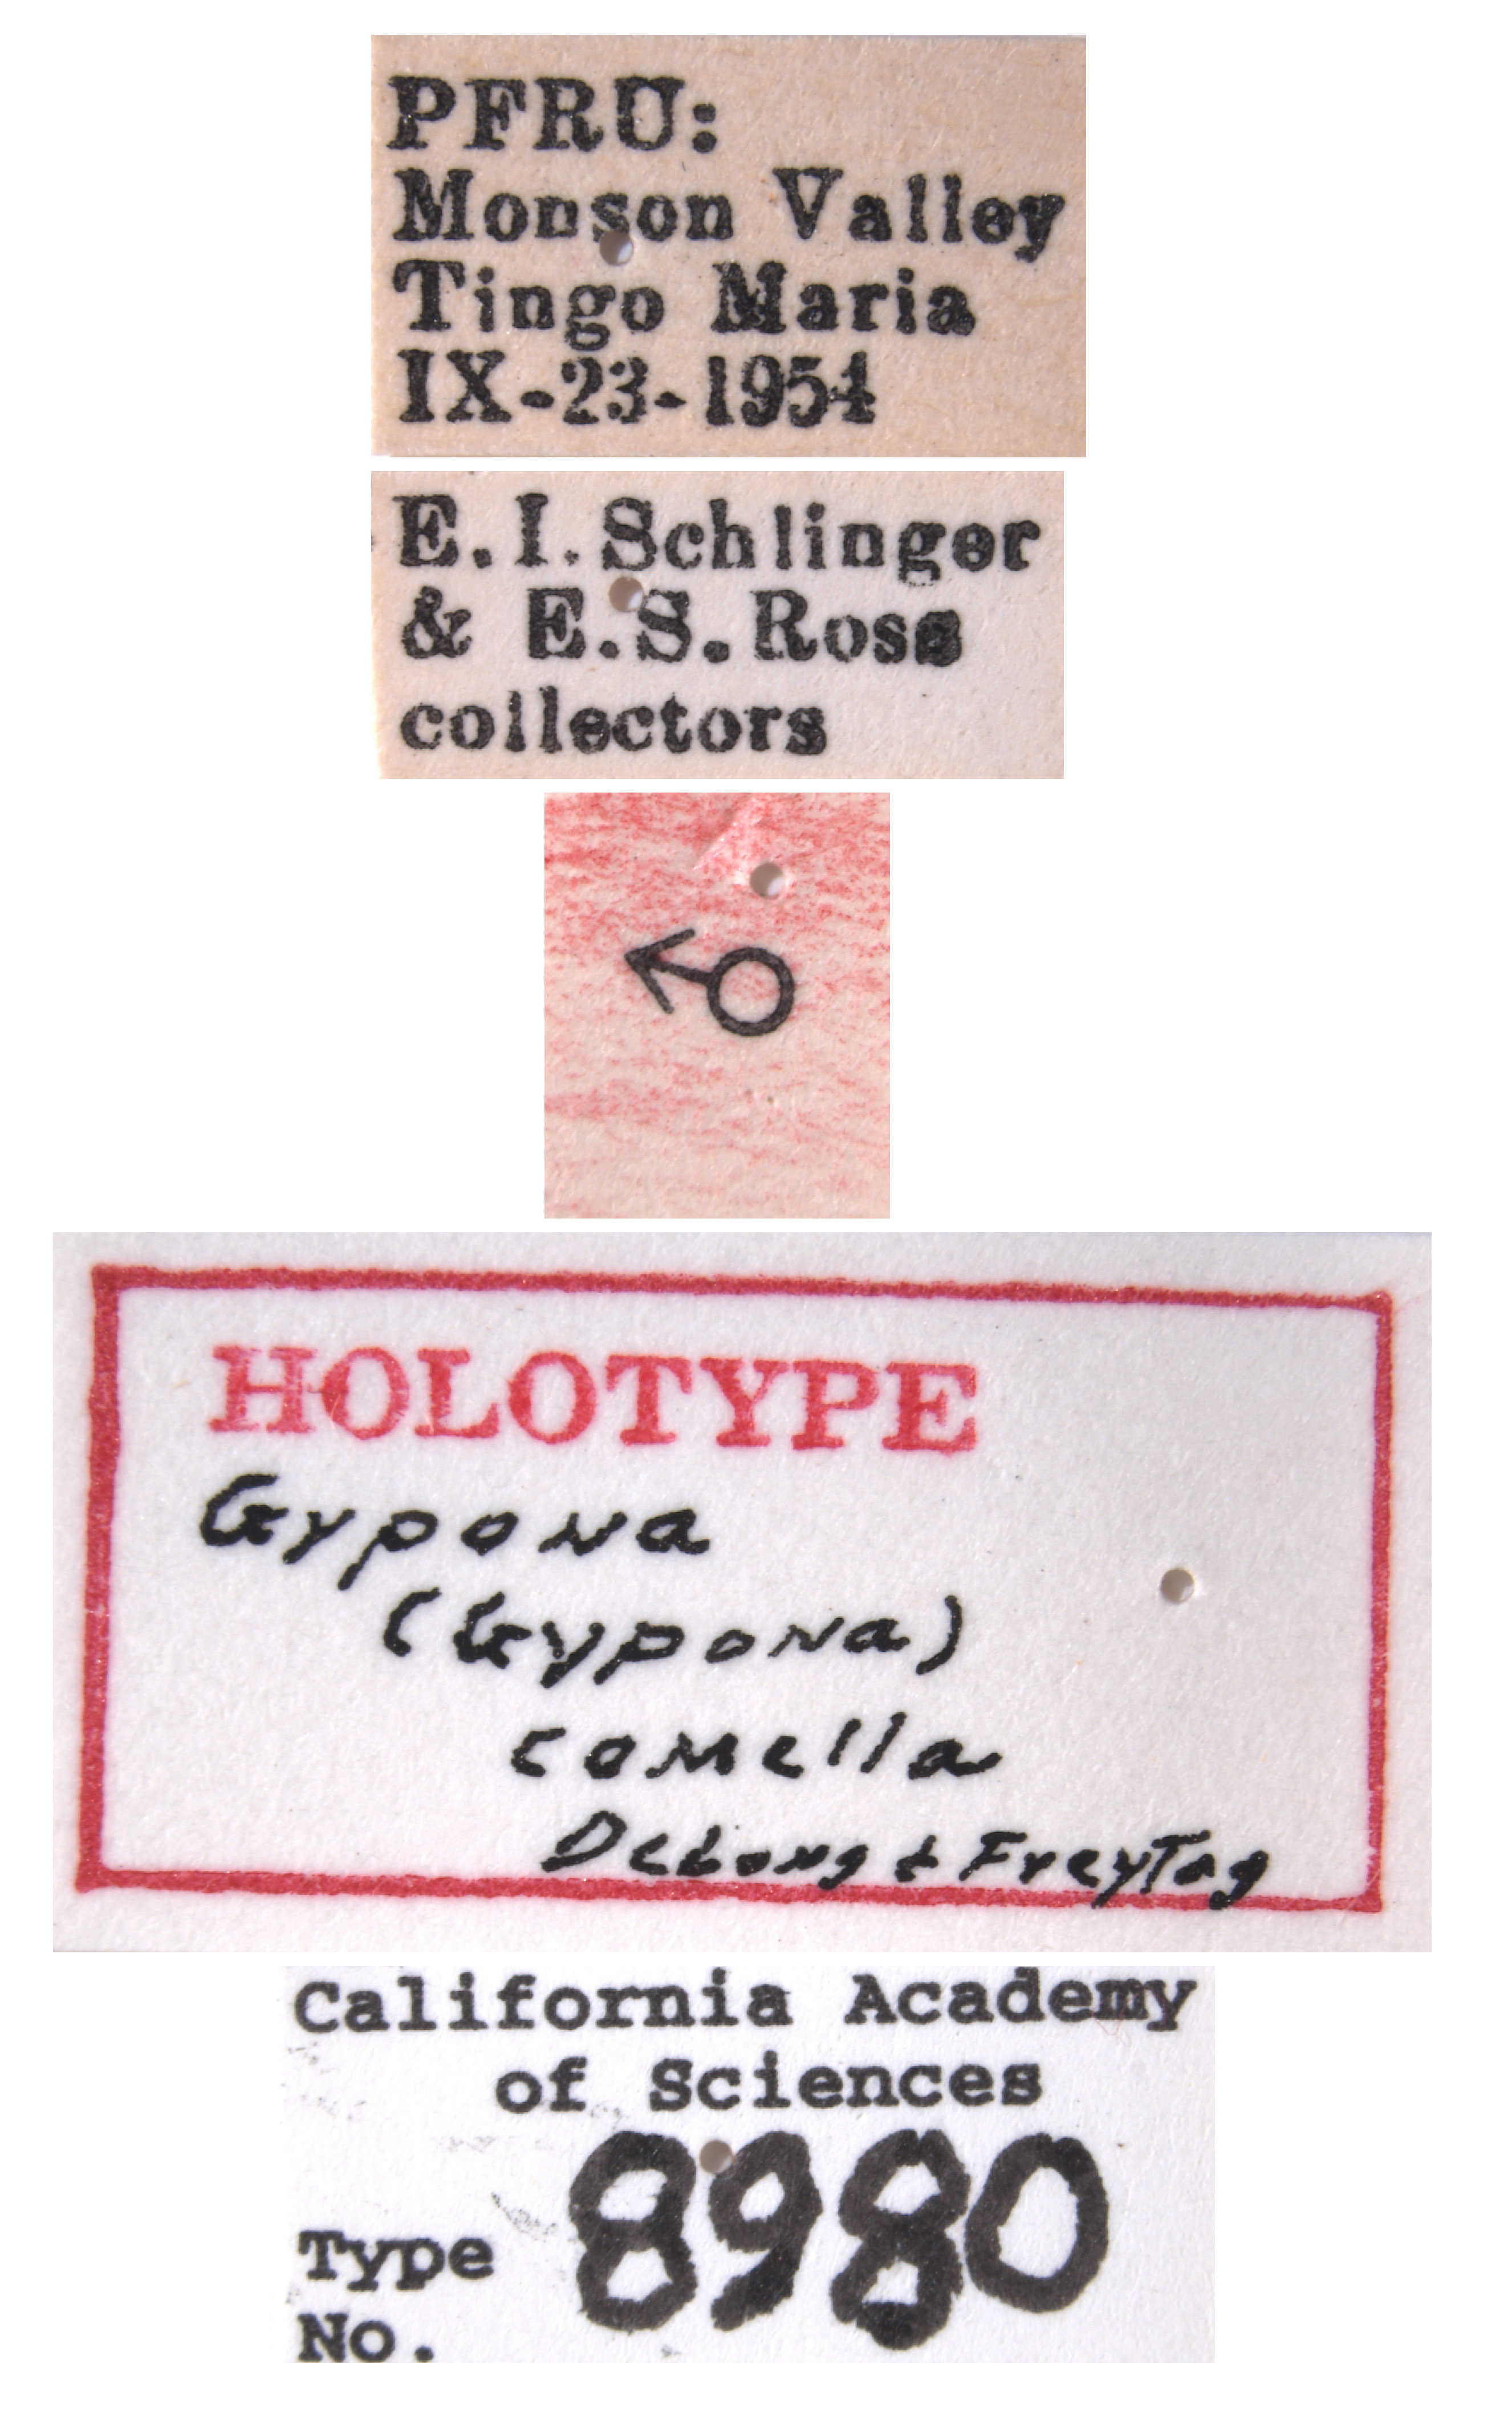 PERU:
Monson Valley
Tingo Maria
IX-23-1954
E.I.Schlinger
& E.S.Ross
collectors
♂
HOLOTYPE
Gypona
(Gypona)
comella
DeLong & Freytag
California Academy
of Sciences
Type
No. 8980